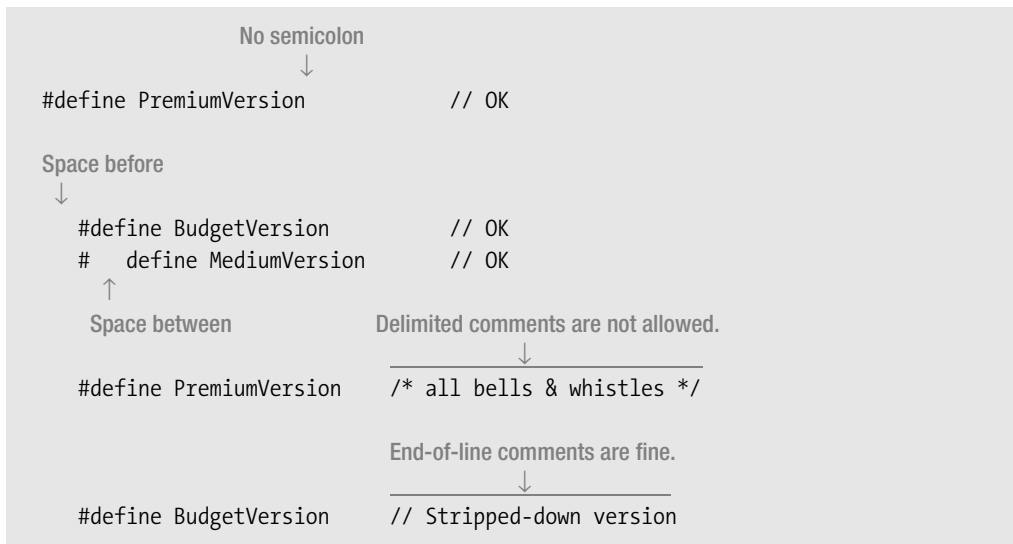 No semicolon
↓
#define PremiumVersion // OK
Space before
↓
#define BudgetVersion // OK
# define MediumVersion // OK
↑
Space between Delimited comments are not allowed.
↓
#define PremiumVersion /* all bells & whistles */
End-of-line comments are fine.
↓
#define BudgetVersion // Stripped-down version